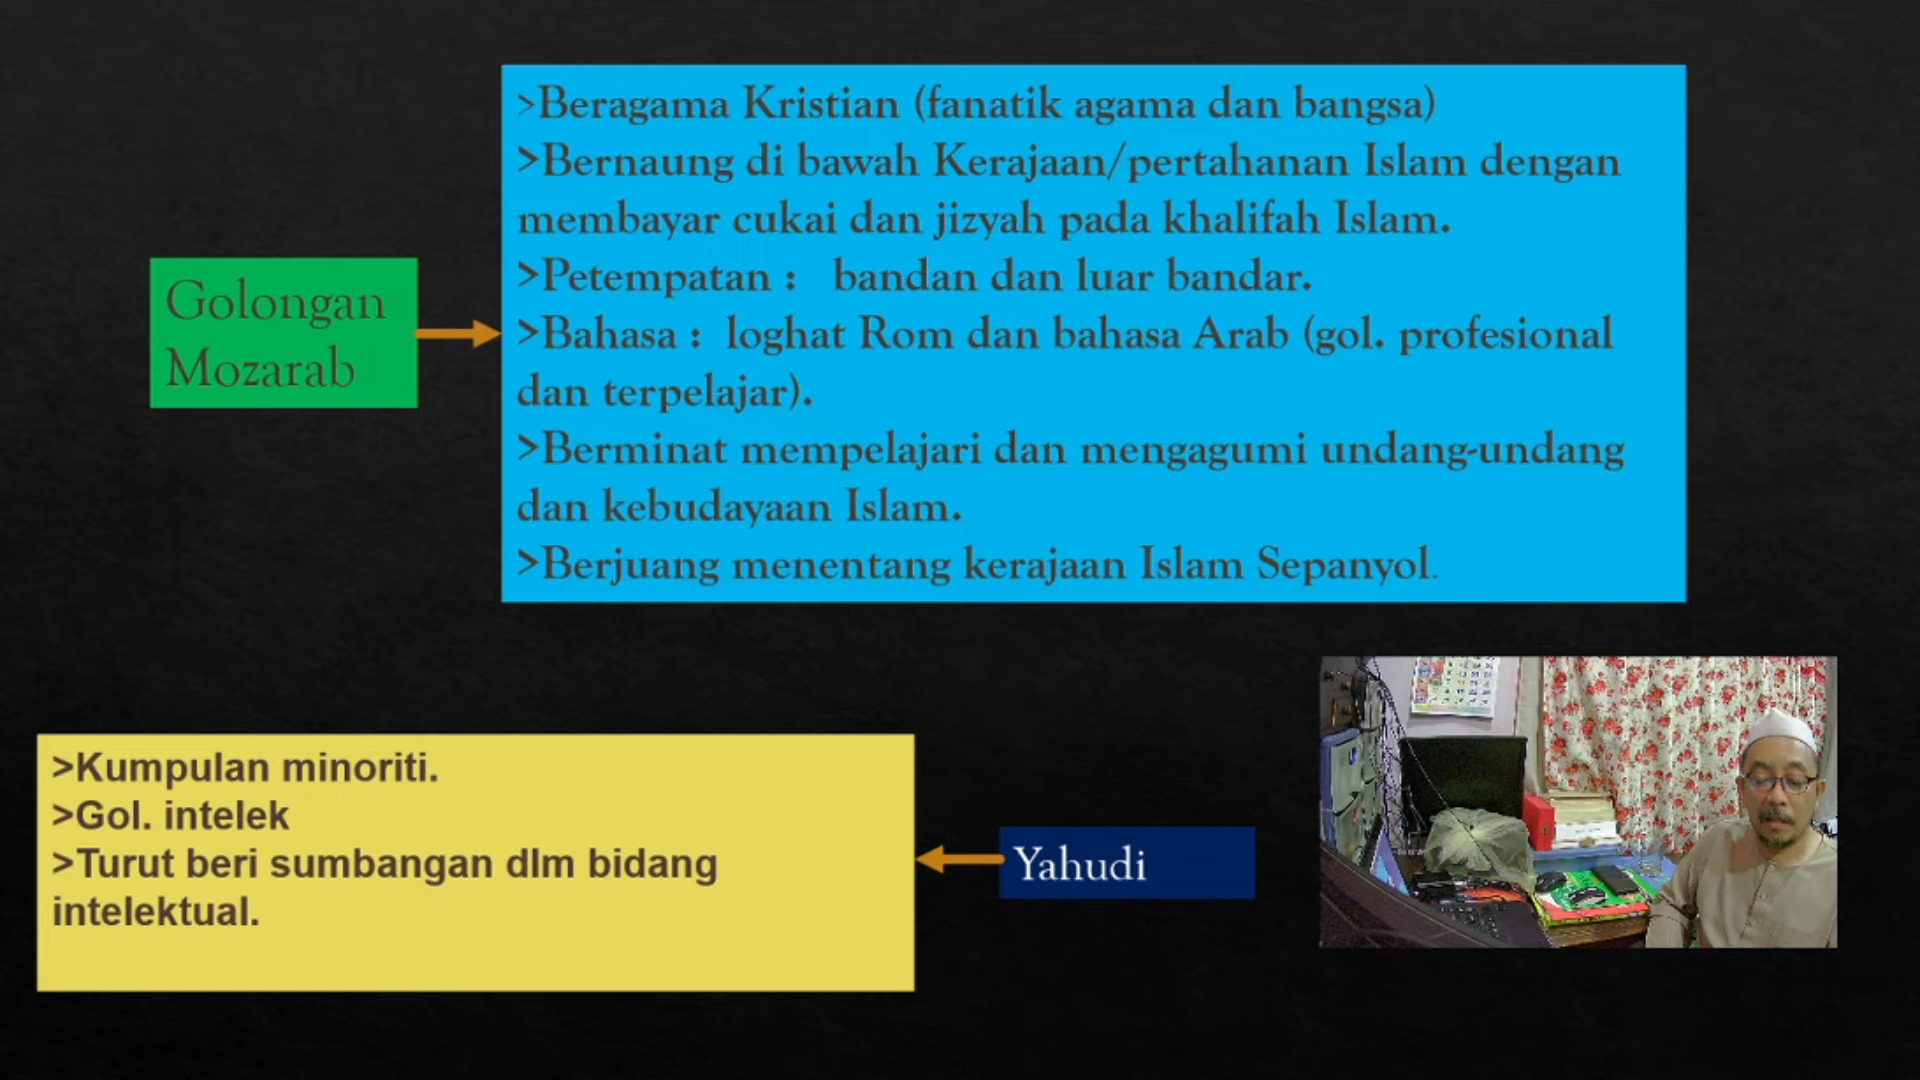 Golongan
Mozarab
>Beragama Kristian (fanatik agama dan bangsa)
>Bernaung di bawah Kerajaan/pertahanan Islam dengan
membayar cukai dan jizyah pada khalifah Islam.
>Petempatan : bandan dan luar bandar.
>Bahasa : loghat Rom dan bahasa Arab (gol. profesional
dan terpelajar).
>Berminat mempelajari dan mengagumi undang-undang
dan kebudayaan Islam.
>Berjuang menentang kerajaan Islam Sepanyol.
>Kumpulan minoriti.
>Gol. intelek
>Turut beri sumbangan dlm bidang
intelektual.
Yahudi